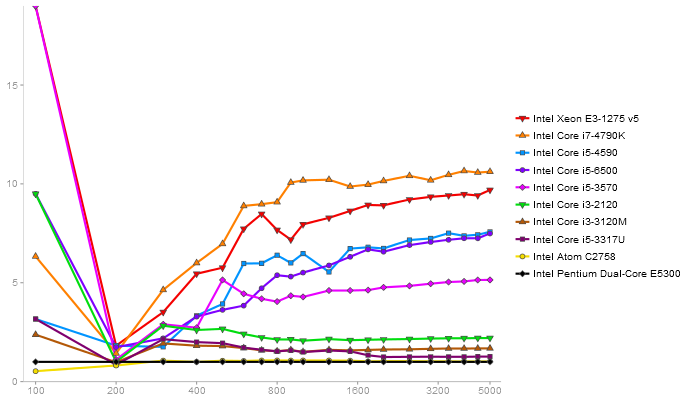 15
10
5
0
100
200
400
800
1600
3200
5000
Intel Xeon E3-1275 v5
Intel Core i7-4790K
Intel Core i5-4590
Intel Core i5-6500
Intel Core i5-3570
Intel Core i3-2120
Intel Core i3-3120M
Intel Core i5-3317U
Intel Atom C2758
Intel Pentium Dual-Core E5300